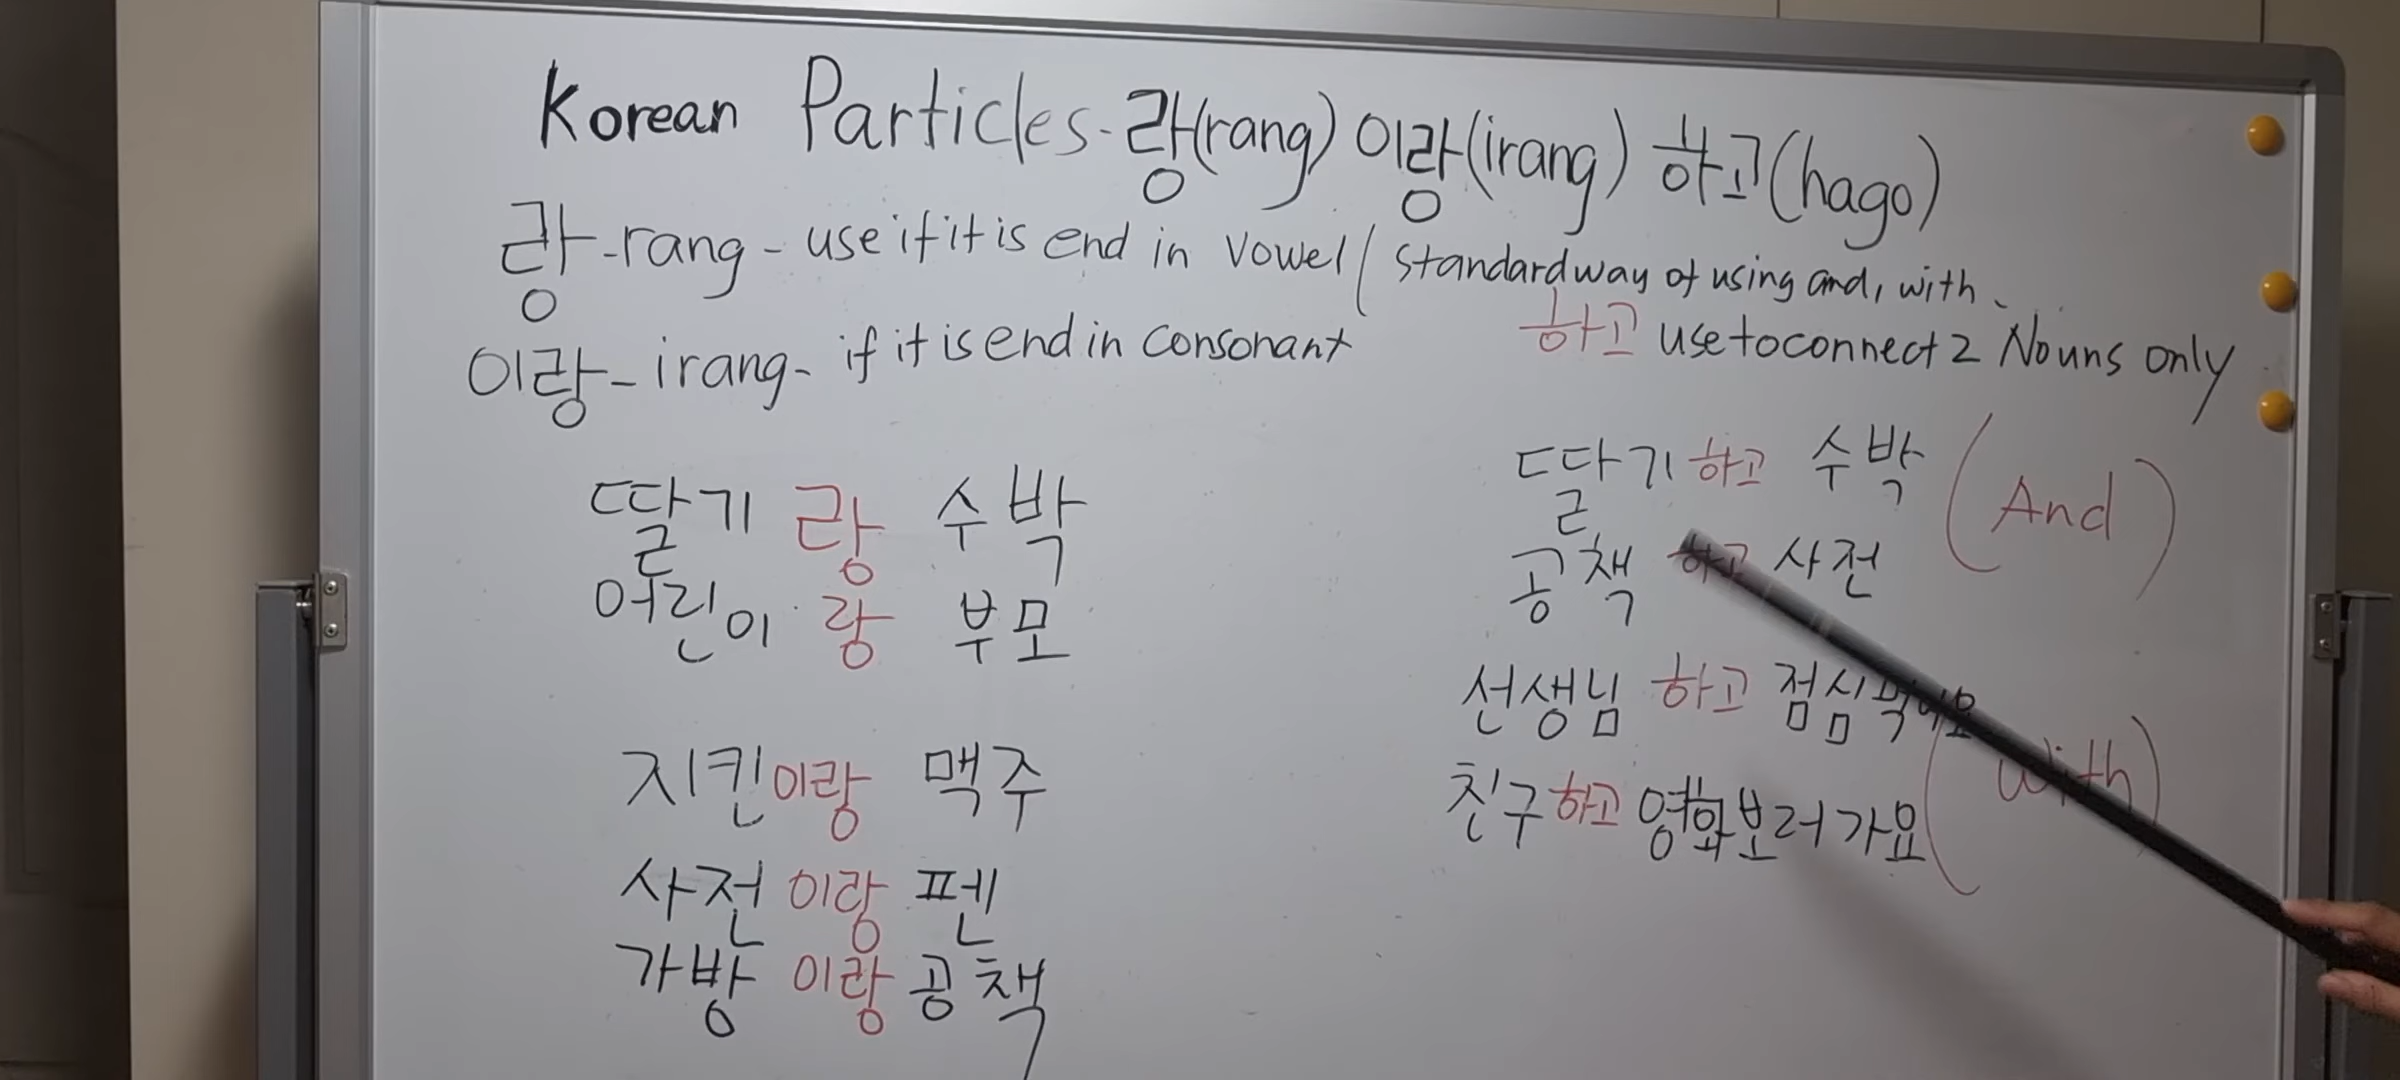 Korean Particles - 랑(rang) 이랑(irang) 하고(hago)
랑 - rang - use if it is end in vowel / standard way of using and, with.
이랑 - irang - if it is end in consonant
하고 use to connect 2 Nouns only
딸기 랑 수박
어린이 랑 부모
지킨이랑 맥주
사전 이랑 펜
가방 이랑 공책
딸기 하고 수박 (And)
공책 하고 사전
선생님 하고 점심
친구하고 영화보러가요 (with)